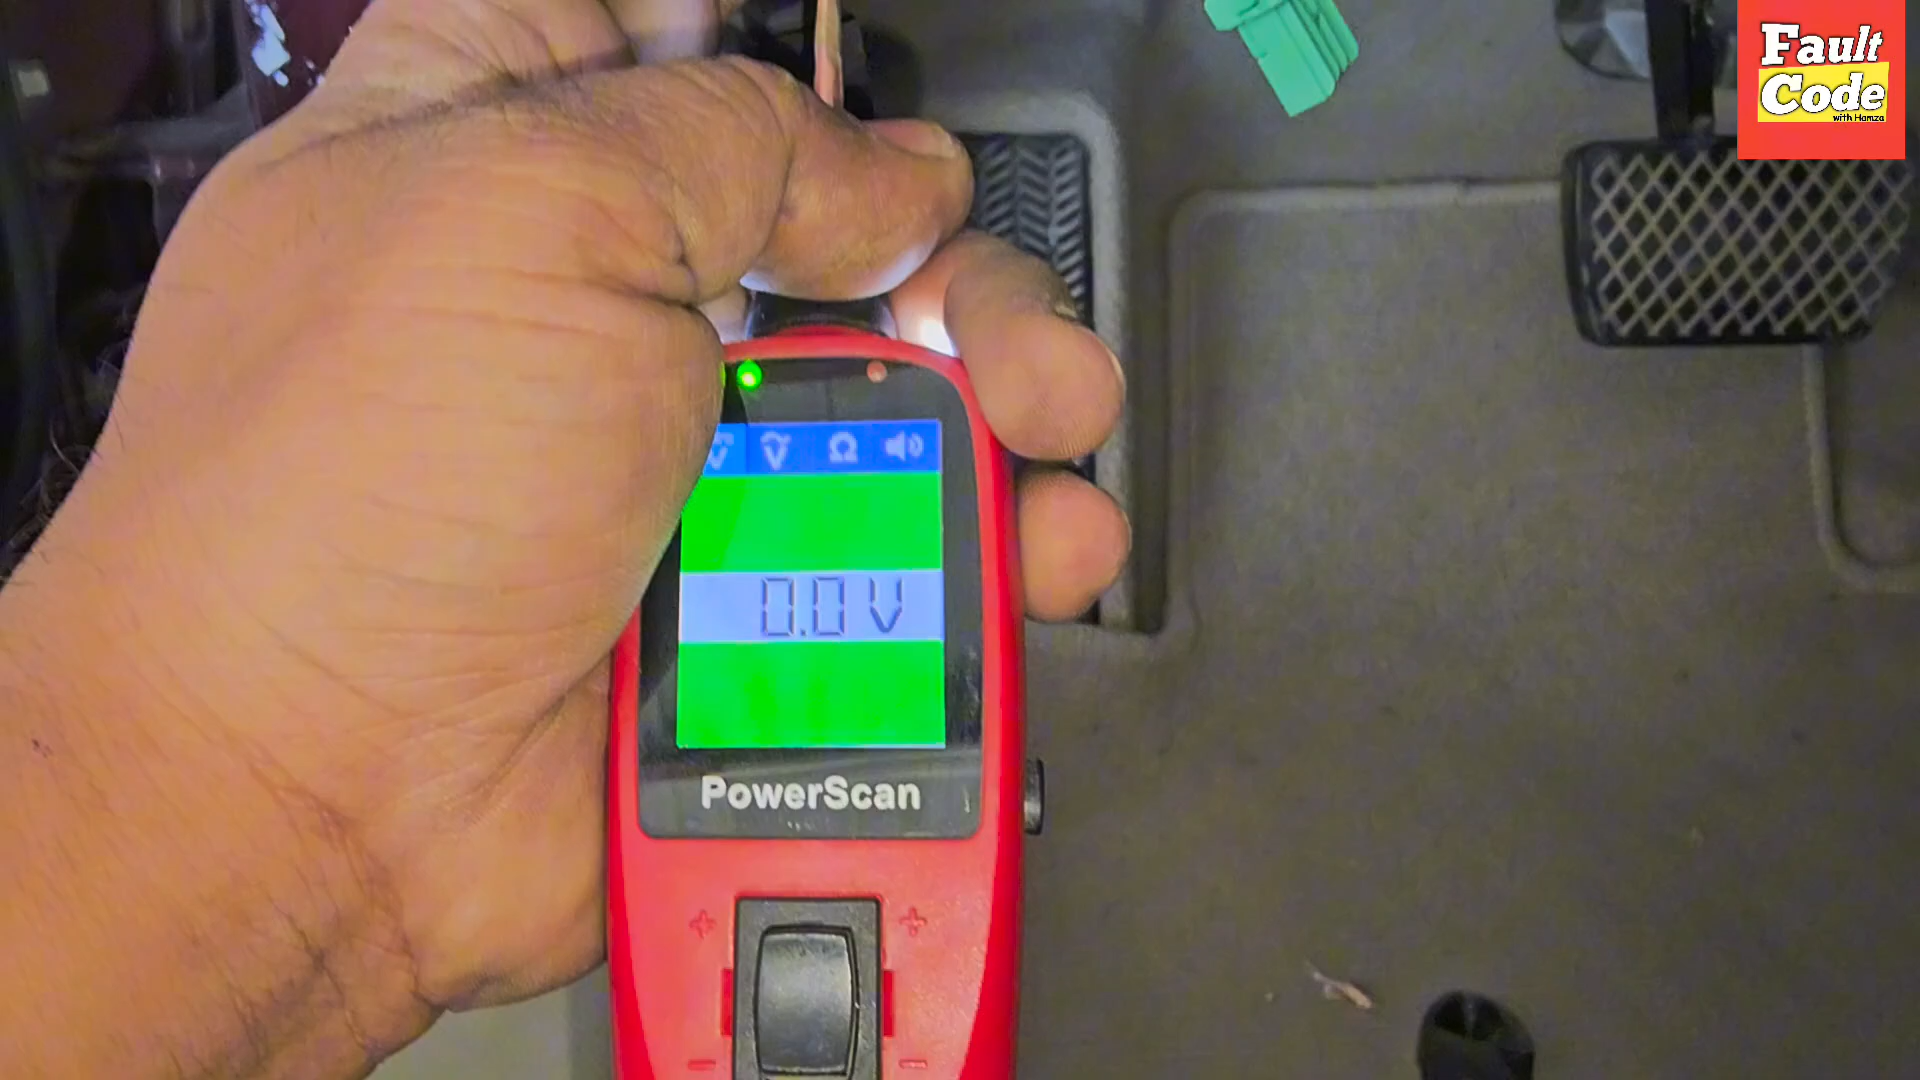 Fault
Code
with Hamza
Ω
0.0 V
PowerScan
+ +
- -